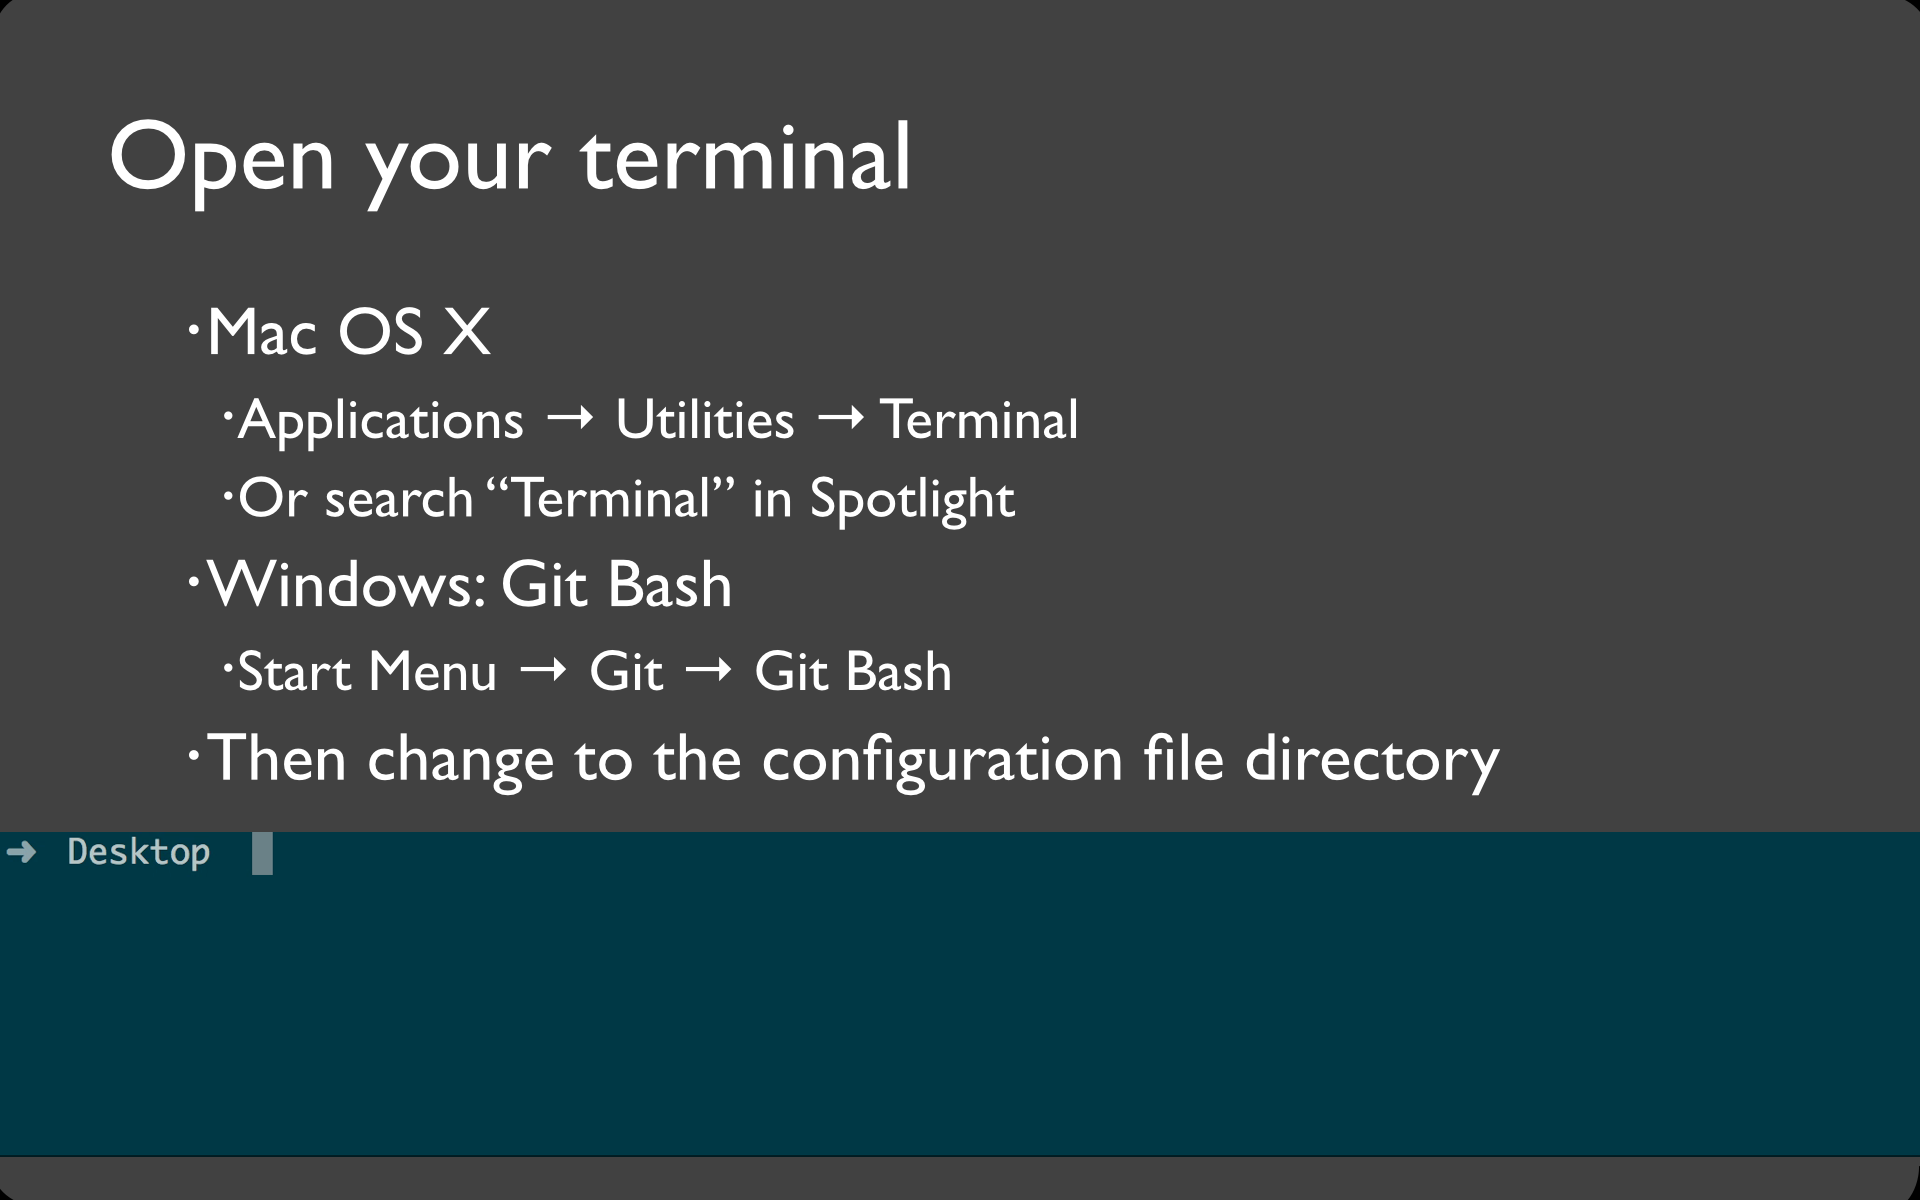 Open your terminal
·Mac OS X
·Applications → Utilities → Terminal
·Or search “Terminal” in Spotlight
·Windows: Git Bash
·Start Menu → Git → Git Bash
·Then change to the configuration file directory
➜ Desktop